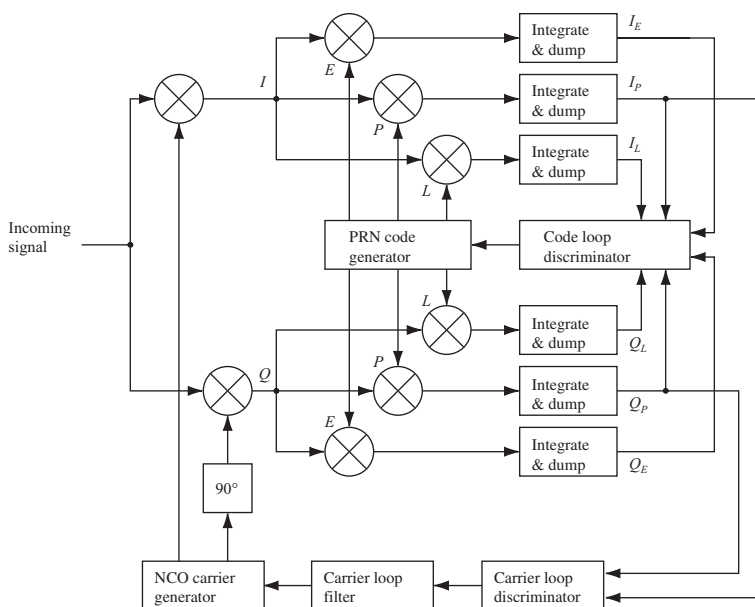 Integrate
& dump
I_E
E
I
Integrate
& dump
I_P
P
Integrate
& dump
I_L
L
Incoming
signal
PRN code
generator
Code loop
discriminator
L
Integrate
& dump
Q_L
P
Q
Integrate
& dump
Q_P
E
Integrate
& dump
Q_E
90°
NCO carrier
generator
Carrier loop
filter
Carrier loop
discriminator